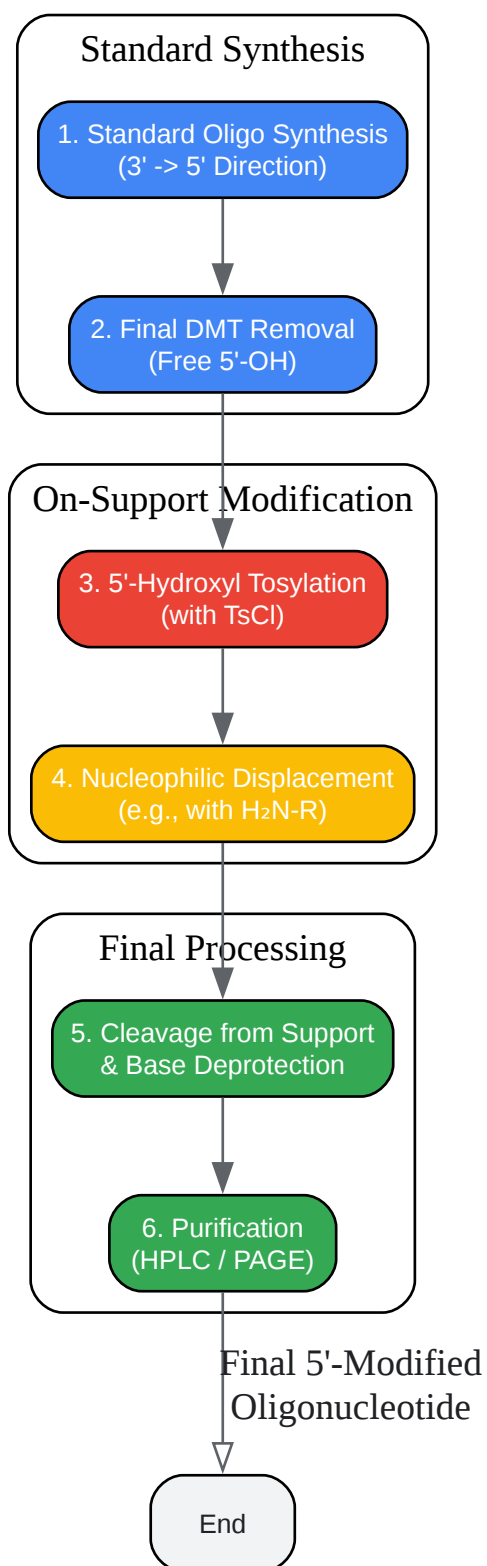 Standard Synthesis
1. Standard Oligo Synthesis
(3' -> 5' Direction)
2. Final DMT Removal
(Free 5'-OH)
On-Support Modification
3. 5'-Hydroxyl Tosylation
(with TsCl)
4. Nucleophilic Displacement
(e.g., with H₂N-R)
Final Processing
5. Cleavage from Support
& Base Deprotection
6. Purification
(HPLC / PAGE)
Final 5'-Modified
Oligonucleotide
End